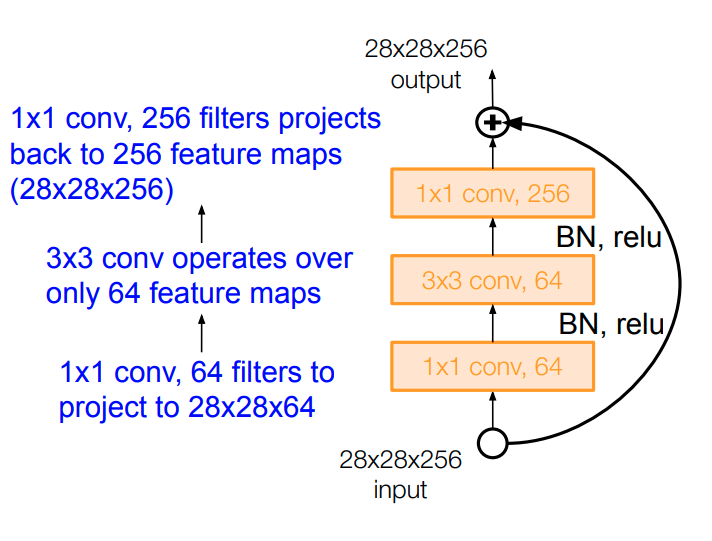 28x28x256
output
1x1 conv, 256 filters projects
back to 256 feature maps
(28x28x256)
3x3 conv operates over
only 64 feature maps
1x1 conv, 64 filters to
project to 28x28x64
1x1 conv, 256
BN, relu
3x3 conv, 64
BN, relu
1x1 conv, 64
28x28x256
input